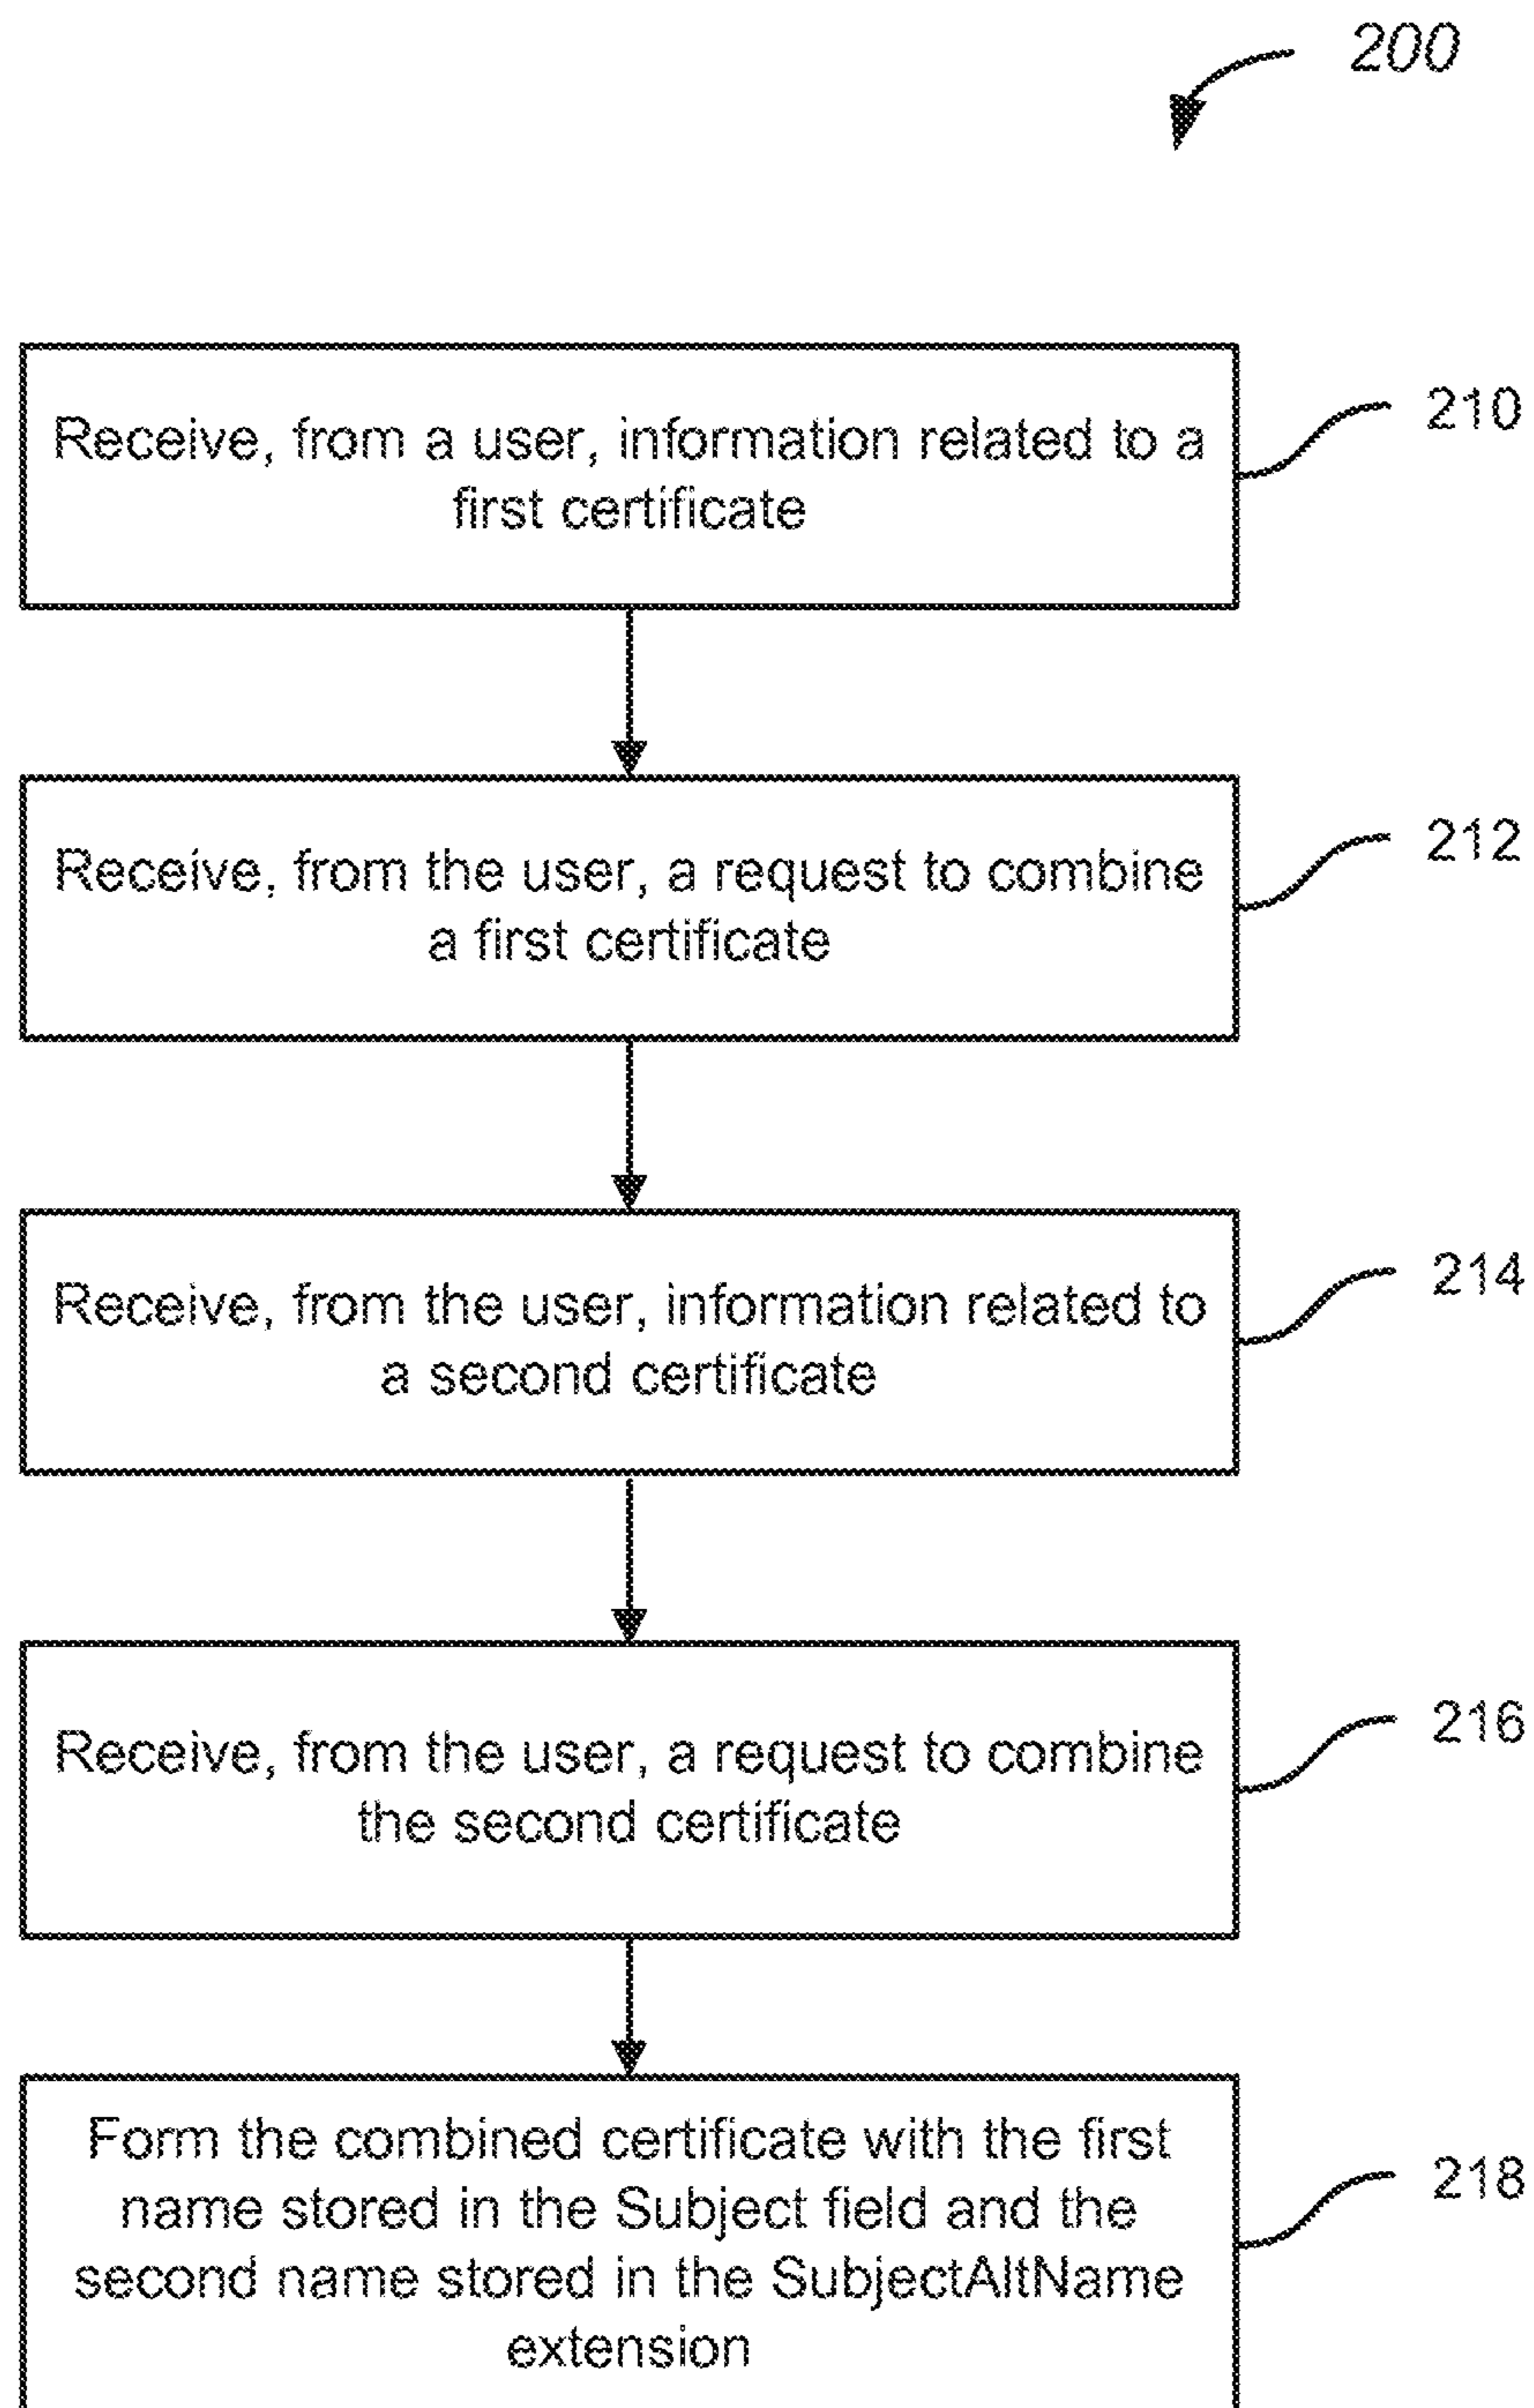 200
Receive, from a user, information related to a
first certificate
210
Receive, from the user, a request to combine
a first certificate
212
Receive, from the user, information related to
a second certificate
214
Receive, from the user, a request to combine
the second certificate
216
Form the combined certificate with the first
name stored in the Subject field and the
second name stored in the SubjectAltName
extension
218